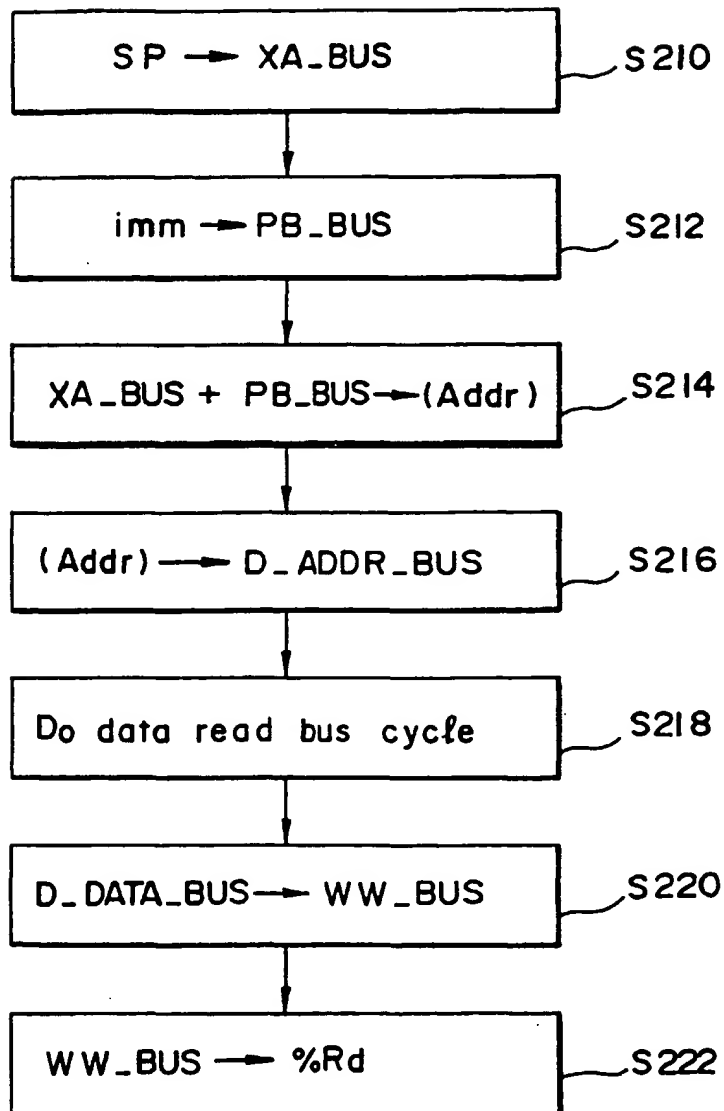 SP → XA_BUS S210
imm → PB_BUS S212
XA_BUS + PB_BUS → (Addr) S214
(Addr) → D_ADDR_BUS S216
Do data read bus cycle S218
D_DATA_BUS → WW_BUS S220
WW_BUS → %Rd S222